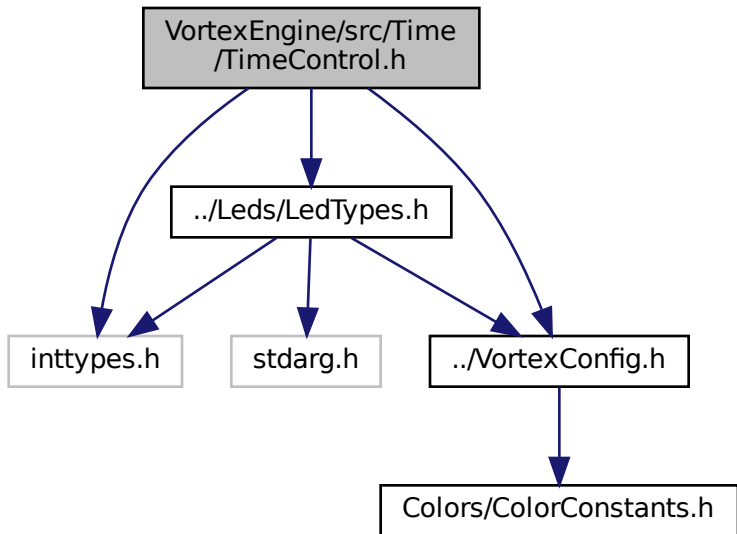 VortexEngine/src/Time
/TimeControl.h
../Leds/LedTypes.h
inttypes.h
stdarg.h
../VortexConfig.h
Colors/ColorConstants.h